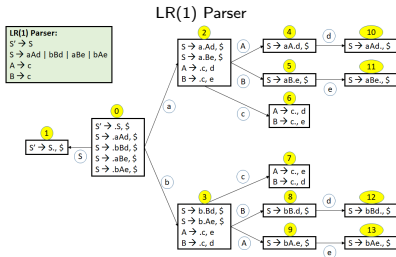 LR(1) Parser
LR(1) Parser:
S' → S
S → aAd | bBd | aBe | bAe
A → c
B → c
0
S' → .S, $
S → .aAd, $
S → .bBd, $
S → .aBe, $
S → .bAe, $
S
1
S' → S., $
a
2
S → a.Ad, $
S → a.Be, $
A → .c, d
B → .c, e
A
4
S → aA.d, $
d
10
S → aAd., $
B
5
S → aB.e, $
e
11
S → aBe., $
c
6
A → c., d
B → c., e
b
3
S → b.Bd, $
S → b.Ae, $
A → .c, e
B → .c, d
c
7
A → c., e
B → c., d
B
8
S → bB.d, $
d
12
S → bBd., $
A
9
S → bA.e, $
e
13
S → bAe., $